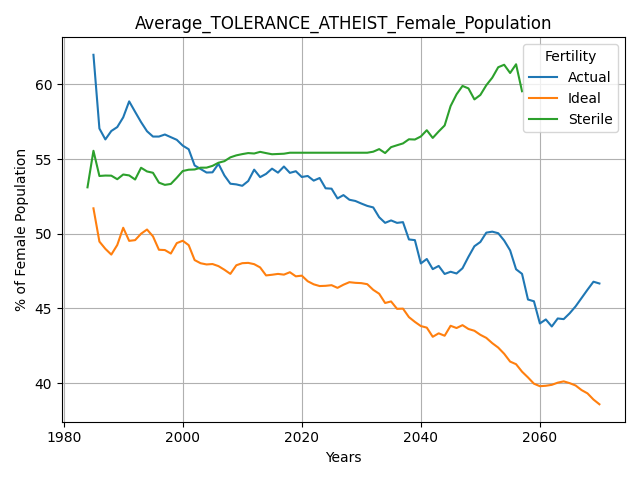 Average_TOLERANCE_ATHEIST_Female_Population
% of Female Population
60
55
50
45
40
1980
2000
2020
2040
2060
Years
Fertility
Actual
Ideal
Sterile